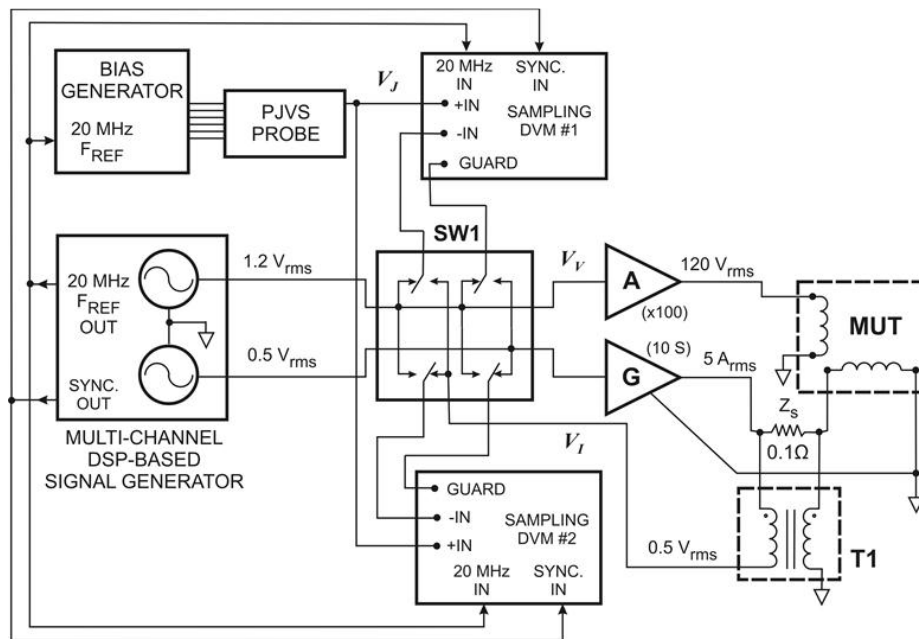 BIAS
GENERATOR
20 MHz
FREF
PJVS
PROBE
VJ
20 MHz
IN
SYNC.
IN
+IN
-IN
GUARD
SAMPLING
DVM #1
SW1
20 MHz
FREF
OUT
SYNC.
OUT
1.2 Vrms
0.5 Vrms
MULTI-CHANNEL
DSP-BASED
SIGNAL GENERATOR
VV
A
(x100)
120 Vrms
MUT
G
(10 S)
5 Arms
Zs
0.1Ω
VI
0.5 Vrms
T1
GUARD
-IN
+IN
SAMPLING
DVM #2
20 MHz
IN
SYNC.
IN